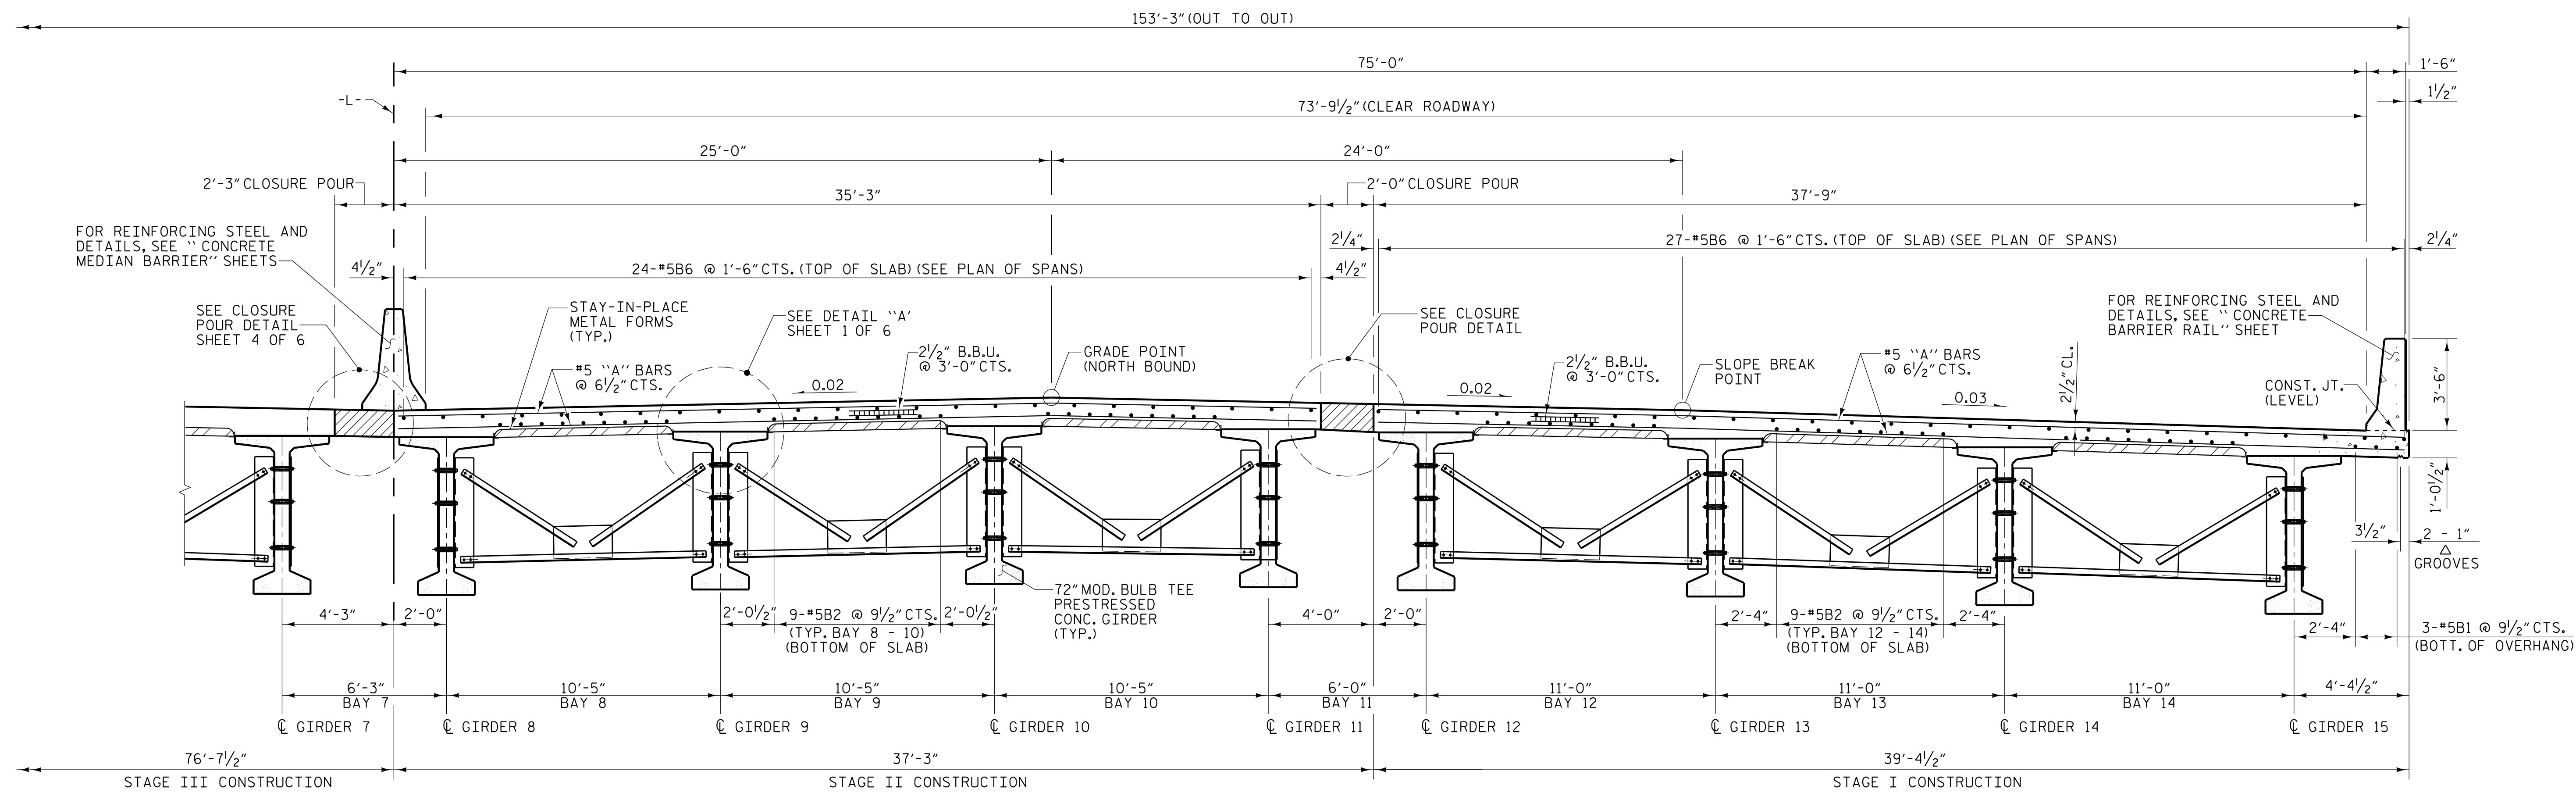 153'-3" (OUT TO OUT)
75'-0"
1'-6"
-L-
73'-9½" (CLEAR ROADWAY)
1½"
25'-0"
24'-0"
2'-3" CLOSURE POUR
35'-3"
2'-0" CLOSURE POUR
37'-9"
FOR REINFORCING STEEL AND
DETAILS, SEE "CONCRETE
MEDIAN BARRIER" SHEETS
2¼"
27-#5B6 @ 1'-6" CTS. (TOP OF SLAB) (SEE PLAN OF SPANS)
2¼"
4½"
24-#5B6 @ 1'-6" CTS. (TOP OF SLAB) (SEE PLAN OF SPANS)
4½"
SEE CLOSURE
POUR DETAIL
SHEET 4 OF 6
STAY-IN-PLACE
METAL FORMS
(TYP.)
SEE DETAIL "A'
SHEET 1 OF 6
SEE CLOSURE
POUR DETAIL
FOR REINFORCING STEEL AND
DETAILS, SEE "CONCRETE
BARRIER RAIL" SHEET
#5 "A" BARS
@ 6½" CTS.
0.02
2½" B.B.U.
@ 3'-0" CTS.
GRADE POINT
(NORTH BOUND)
0.02
2½" B.B.U.
@ 3'-0" CTS.
SLOPE BREAK
POINT
#5 "A" BARS
@ 6½" CTS.
0.03
2½" CL.
CONST. JT.
(LEVEL)
3'-6"
1'-0½"
3½"
2 - 1"
△
GROOVES
72" MOD. BULB TEE
PRESTRESSED
CONC. GIRDER
(TYP.)
4'-3"
2'-0"
2'-0½"
9-#5B2 @ 9½" CTS.
(TYP. BAY 8 - 10)
(BOTTOM OF SLAB)
2'-0½"
4'-0"
2'-0"
2'-4"
9-#5B2 @ 9½" CTS.
(TYP. BAY 12 - 14)
(BOTTOM OF SLAB)
2'-4"
2'-4"
3-#5B1 @ 9½" CTS.
(BOTT. OF OVERHANG)
6'-3"
BAY 7
10'-5"
BAY 8
10'-5"
BAY 9
10'-5"
BAY 10
6'-0"
BAY 11
11'-0"
BAY 12
11'-0"
BAY 13
11'-0"
BAY 14
4'-4½"
℄ GIRDER 7
℄ GIRDER 8
℄ GIRDER 9
℄ GIRDER 10
℄ GIRDER 11
℄ GIRDER 12
℄ GIRDER 13
℄ GIRDER 14
℄ GIRDER 15
76'-7½"
STAGE III CONSTRUCTION
37'-3"
STAGE II CONSTRUCTION
39'-4½"
STAGE I CONSTRUCTION